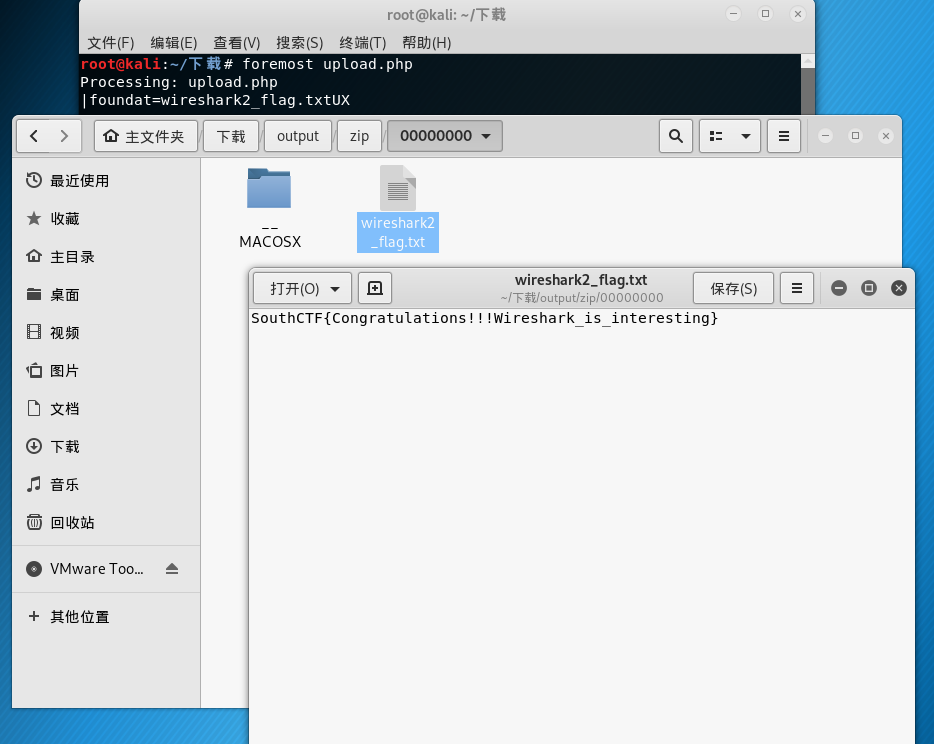 root@kali: ~/下载
文件(F) 编辑(E) 查看(V) 搜索(S) 终端(T) 帮助(H)
root@kali:~/下载# foremost upload.php
Processing: upload.php
|foundat=wireshark2_flag.txtUX
主文件夹 下载 output zip 00000000
最近使用
收藏
主目录
桌面
视频
图片
文档
下载
音乐
回收站
VMware Too...
其他位置
__
MACOSX
wireshark2
_flag.txt
打开(O)
wireshark2_flag.txt
~/下载/output/zip/00000000
保存(S)
SouthCTF{Congratulations!!!Wireshark_is_interesting}